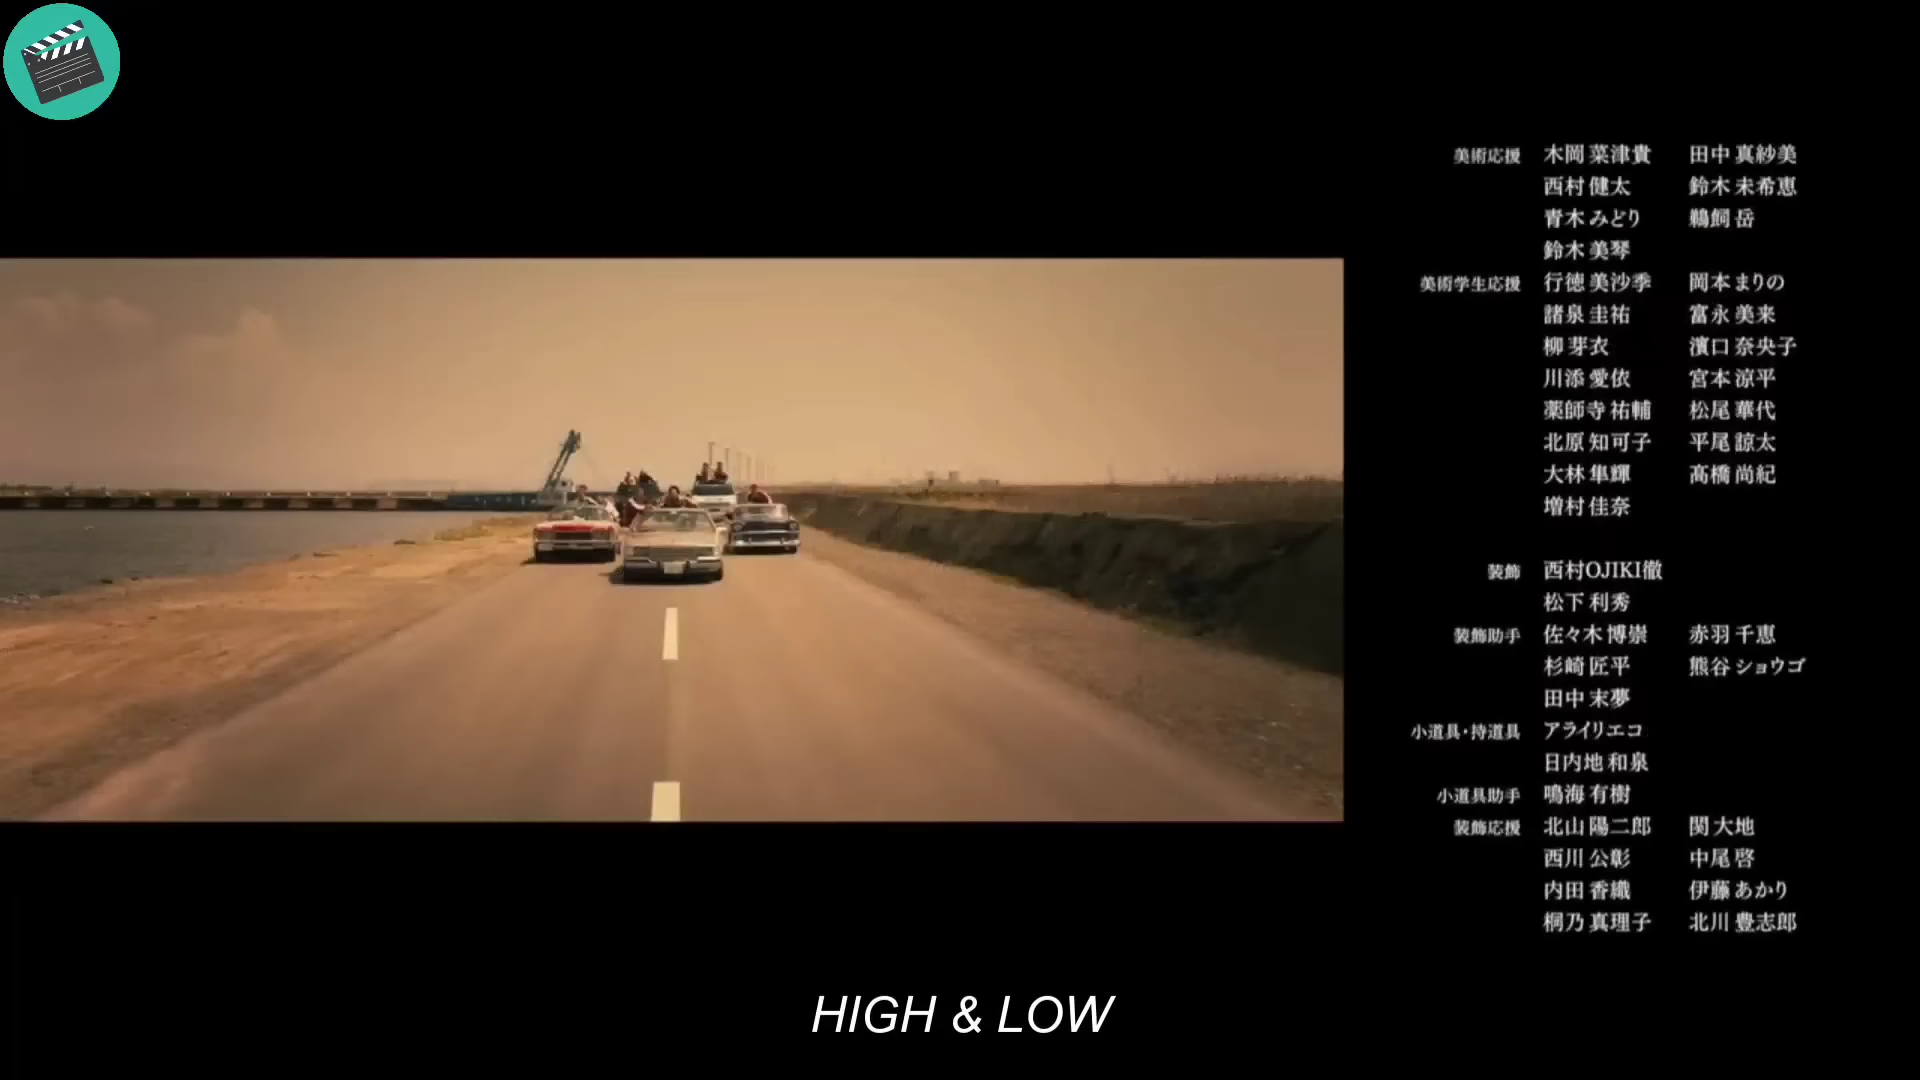 美術応援 木岡 菜津貴 田中 真紗美
西村 健太 鈴木 未希恵
青木 みどり 鵜飼 岳
鈴木 美琴
美術学生応援 行徳 美沙季 岡本 まりの
諸泉 圭祐 富永 美来
柳 芽衣 濱口 奈央子
川添 愛依 宮本 涼平
薬師寺 祐輔 松尾 華代
北原 知可子 平尾 諒太
大林 隼輝 髙橋 尚紀
増村 佳奈
装飾 西村OJIKI徹
松下 利秀
装飾助手 佐々木 博崇 赤羽 千恵
杉崎 匠平 熊谷 ショウゴ
田中 末夢
小道具・持道具 アライリエコ
日内地 和泉
小道具助手 鳴海 有樹
装飾応援 北山 陽二郎 関 大地
西川 公彰 中尾 啓
内田 香織 伊藤 あかり
桐乃 真理子 北川 豊志郎
HIGH & LOW